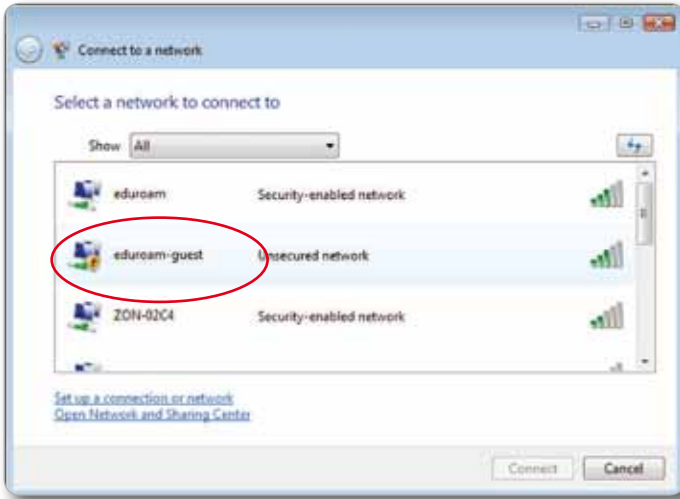 Connect to a network
Select a network to connect to
Show All
eduroam Security-enabled network
eduroam-guest Unsecured network
ZON-02C4 Security-enabled network
Set up a connection or network
Open Network and Sharing Center
Connect Cancel